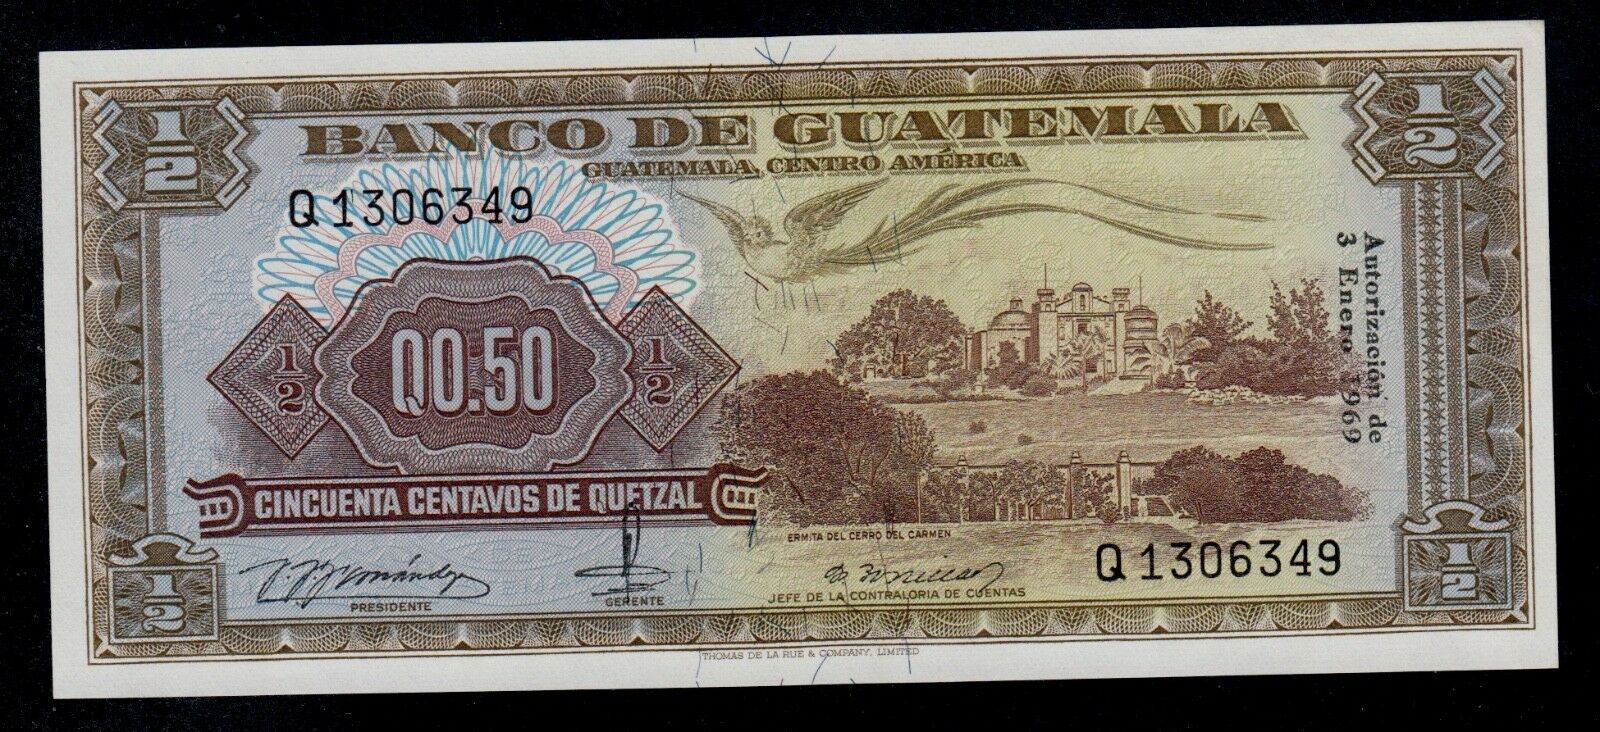 1/2
1/2
BANCO DE GUATEMALA
GUATEMALA, CENTRO AMÉRICA
Q1306349
Autorización de
3 Enero 1969
1/2
Q0.50
1/2
CINCUENTA CENTAVOS DE QUETZAL
ERMITA DEL CERRO DEL CARMEN
Q1306349
PRESIDENTE
GERENTE
JEFE DE LA CONTRALORIA DE CUENTAS
1/2
1/2
THOMAS DE LA RUE & COMPANY, LIMITED